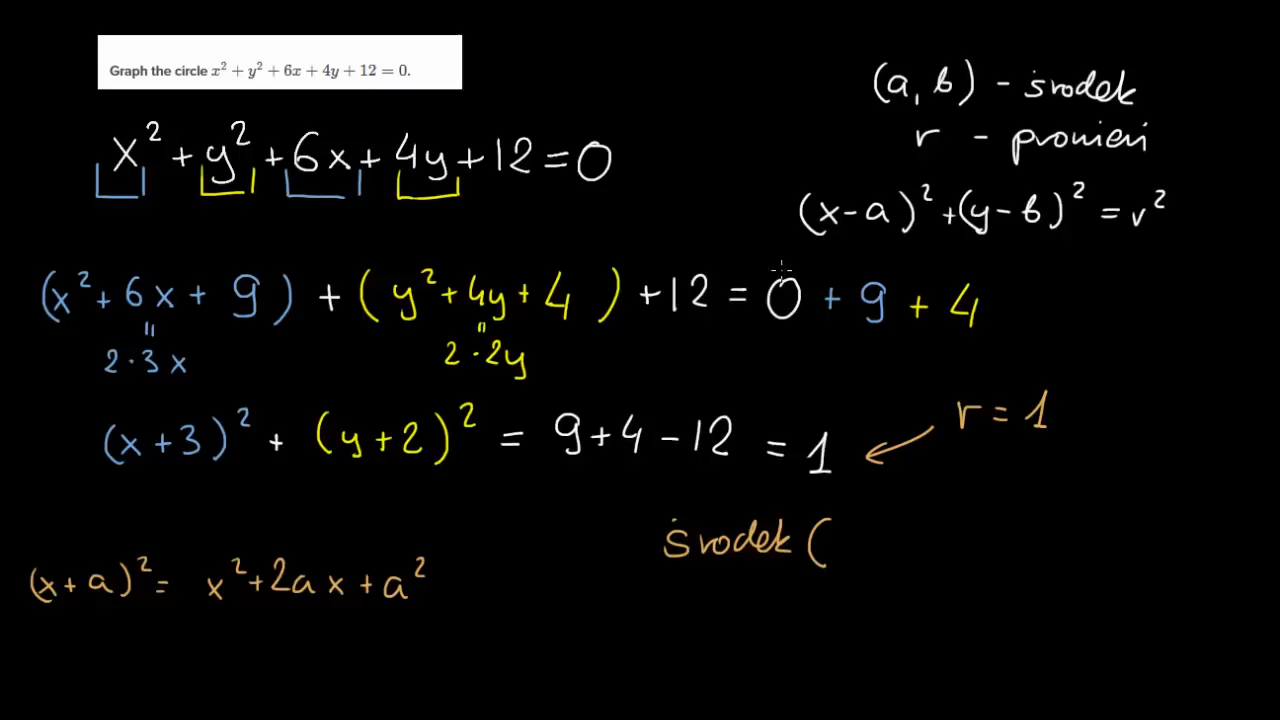 Graph the circle x² + y² + 6x + 4y + 12 = 0.
(a, b) - środek
r - promień
x² + y² + 6x + 4y + 12 = 0
(x-a)² + (y-b)² = r²
(x² + 6x + 9) + (y² + 4y + 4) + 12 = 0 + 9 + 4
2·3x 2·2y
r = 1
(x+3)² + (y+2)² = 9+4-12 = 1
środek (
(x+a)² = x² + 2ax + a²